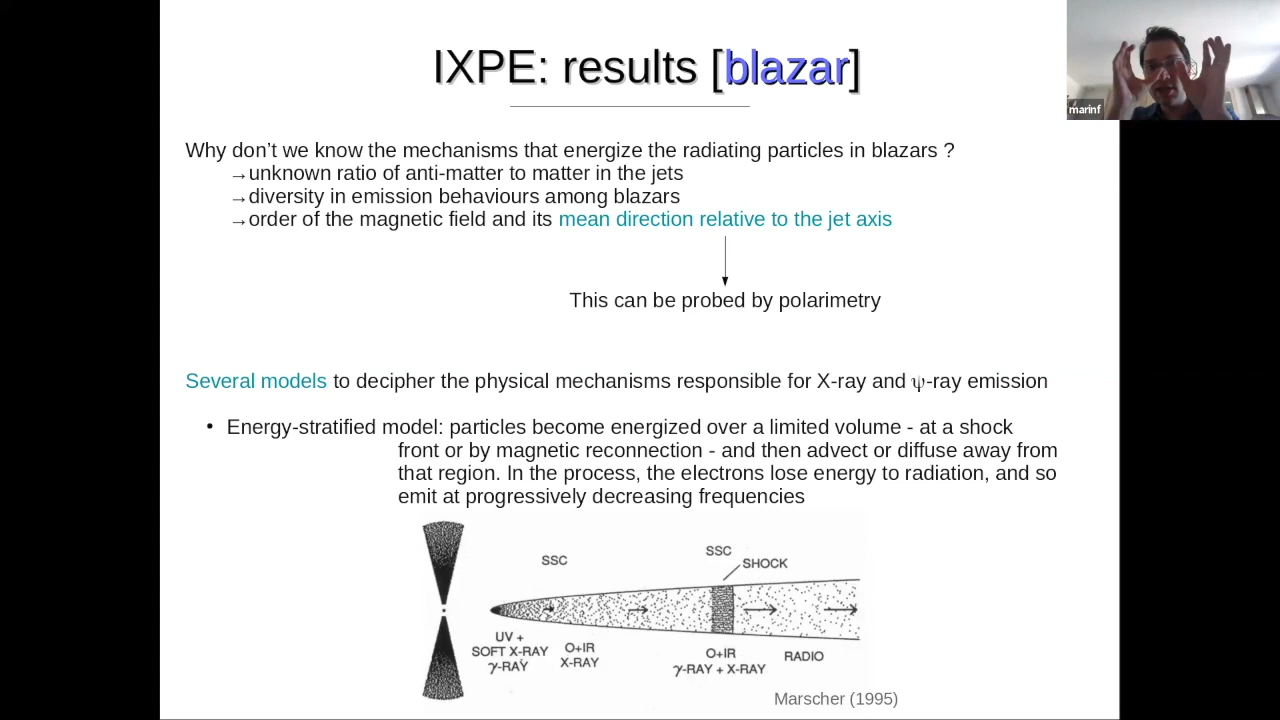 IXPE: results [blazar]
marinf
Why don't we know the mechanisms that energize the radiating particles in blazars ?
→unknown ratio of anti-matter to matter in the jets
→diversity in emission behaviours among blazars
→order of the magnetic field and its mean direction relative to the jet axis
This can be probed by polarimetry
Several models to decipher the physical mechanisms responsible for X-ray and ψ-ray emission
• Energy-stratified model: particles become energized over a limited volume - at a shock
front or by magnetic reconnection - and then advect or diffuse away from
that region. In the process, the electrons lose energy to radiation, and so
emit at progressively decreasing frequencies
SSC
SSC
SHOCK
UV +
SOFT X-RAY
γ-RAY
O+IR
X-RAY
O+IR
γ-RAY + X-RAY
RADIO
Marscher (1995)